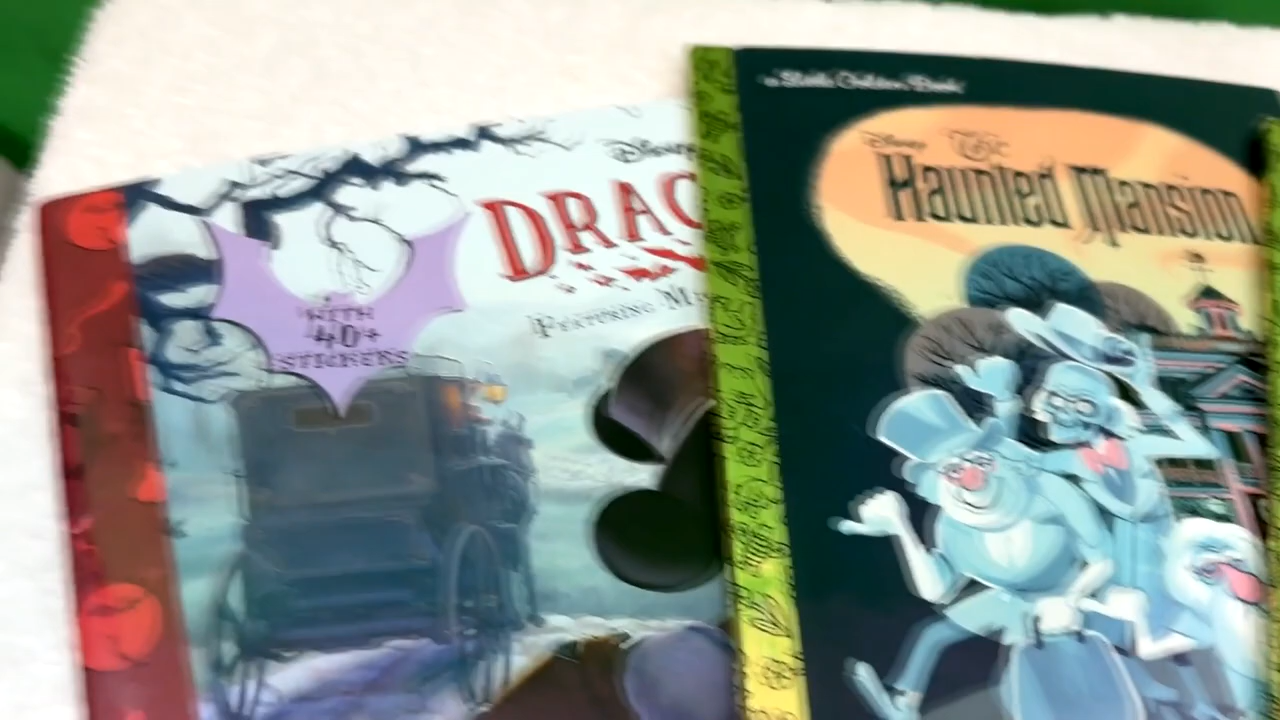 Disney
DRAC
FEATURING M
WITH
40+
STICKERS
a Little Golden Book
Disney
The
Haunted Mansion